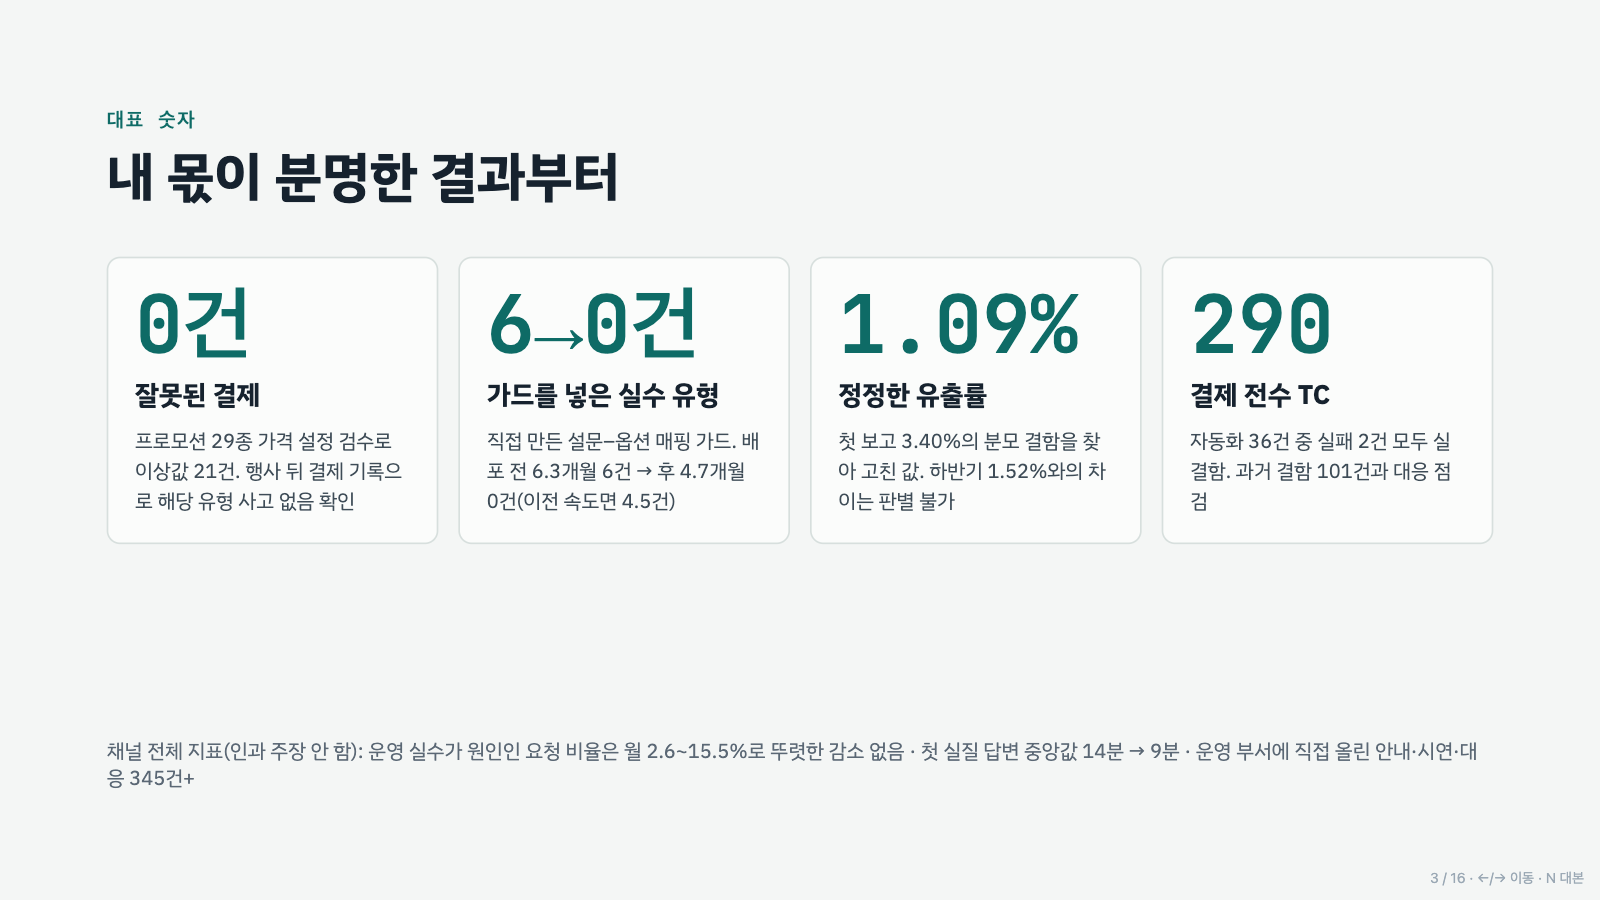 대표 숫자
내 몫이 분명한 결과부터
0건
잘못된 결제
프로모션 29종 가격 설정 검수로
이상값 21건. 행사 뒤 결제 기록으
로 해당 유형 사고 없음 확인
6→0건
가드를 넣은 실수 유형
직접 만든 설문–옵션 매핑 가드. 배
포 전 6.3개월 6건 → 후 4.7개월
0건(이전 속도면 4.5건)
1.09%
정정한 유출률
첫 보고 3.40%의 분모 결함을 찾
아 고친 값. 하반기 1.52%와의 차
이는 판별 불가
290
결제 전수 TC
자동화 36건 중 실패 2건 모두 실
결함. 과거 결함 101건과 대응 점
검
채널 전체 지표(인과 주장 안 함): 운영 실수가 원인인 요청 비율은 월 2.6~15.5%로 뚜렷한 감소 없음 · 첫 실질 답변 중앙값 14분 → 9분 · 운영 부서에 직접 올린 안내·시연·대
응 345건+
3 / 16 · ←/→ 이동 · N 대본